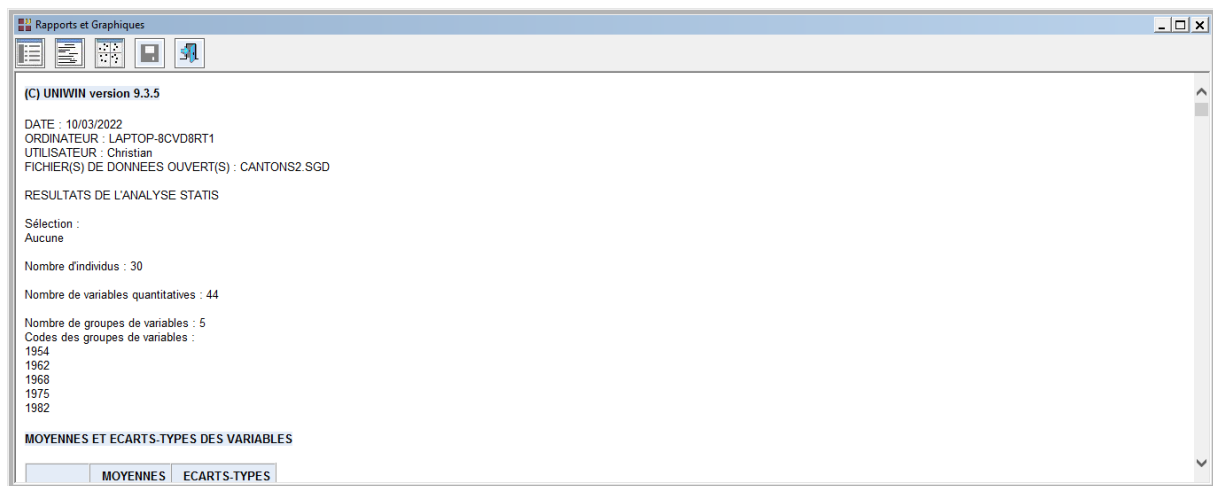 Rapports et Graphiques
(C) UNIWIN version 9.3.5
DATE : 10/03/2022
ORDINATEUR : LAPTOP-8CVD8RT1
UTILISATEUR : Christian
FICHIER(S) DE DONNEES OUVERT(S) : CANTONS2.SGD
RESULTATS DE L'ANALYSE STATIS
Sélection :
Aucune
Nombre d'individus : 30
Nombre de variables quantitatives : 44
Nombre de groupes de variables : 5
Codes des groupes de variables :
1954
1962
1968
1975
1982
MOYENNES ET ECARTS-TYPES DES VARIABLES
MOYENNES ECARTS-TYPES